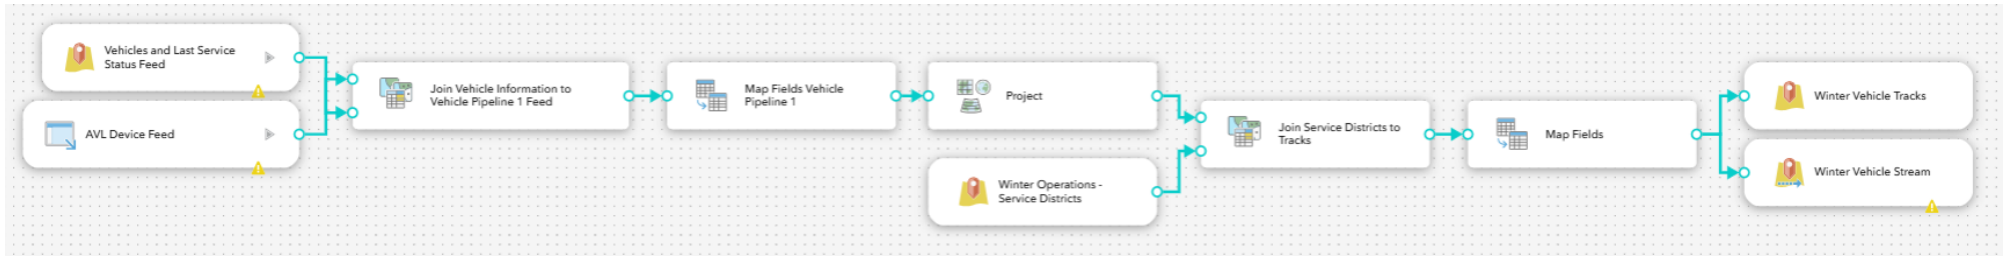 Vehicles and Last Service
Status Feed
AVL Device Feed
Join Vehicle Information to
Vehicle Pipeline 1 Feed
Map Fields Vehicle
Pipeline 1
Project
Winter Operations -
Service Districts
Join Service Districts to
Tracks
Map Fields
Winter Vehicle Tracks
Winter Vehicle Stream